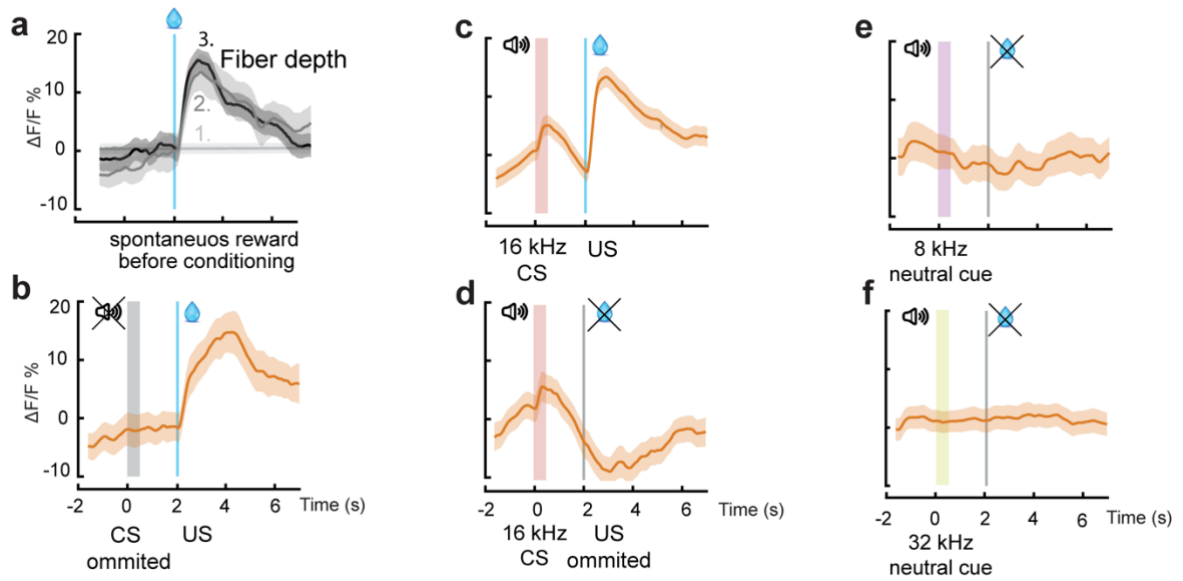 a
20
10
0
-10
ΔF/F %
3.
Fiber depth
2.
1.
spontaneuos reward
before conditioning
b
20
10
0
-10
ΔF/F %
-2 0 2 4 6 Time (s)
CS US
ommited
c
16 kHz US
CS
d
-2 0 2 4 6 Time (s)
16 kHz US
CS ommited
e
8 kHz
neutral cue
f
-2 0 2 4 6 Time (s)
32 kHz
neutral cue